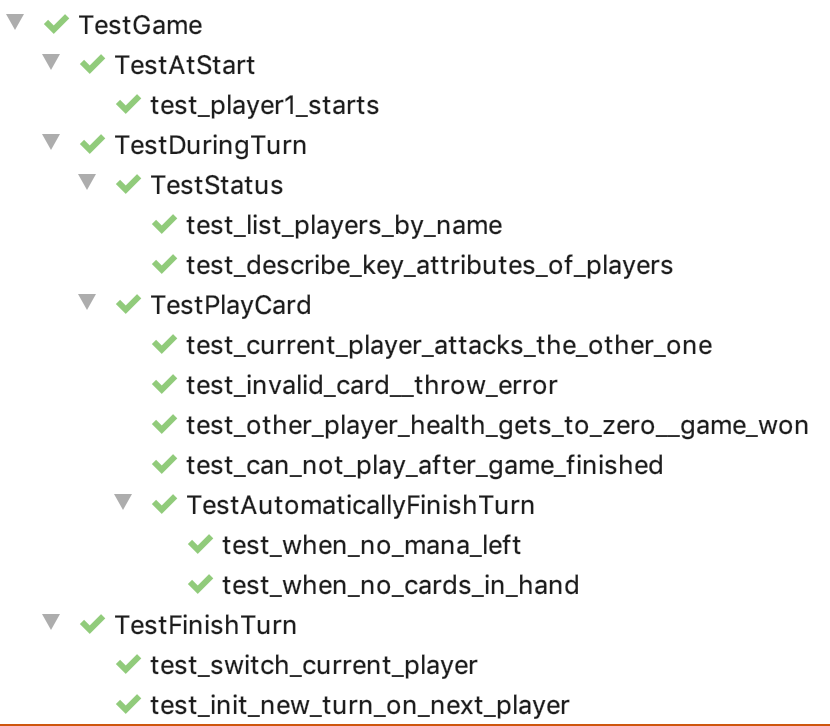 TestGame
TestAtStart
test_player1_starts
TestDuringTurn
TestStatus
test_list_players_by_name
test_describe_key_attributes_of_players
TestPlayCard
test_current_player_attacks_the_other_one
test_invalid_card__throw_error
test_other_player_health_gets_to_zero__game_won
test_can_not_play_after_game_finished
TestAutomaticallyFinishTurn
test_when_no_mana_left
test_when_no_cards_in_hand
TestFinishTurn
test_switch_current_player
test_init_new_turn_on_next_player